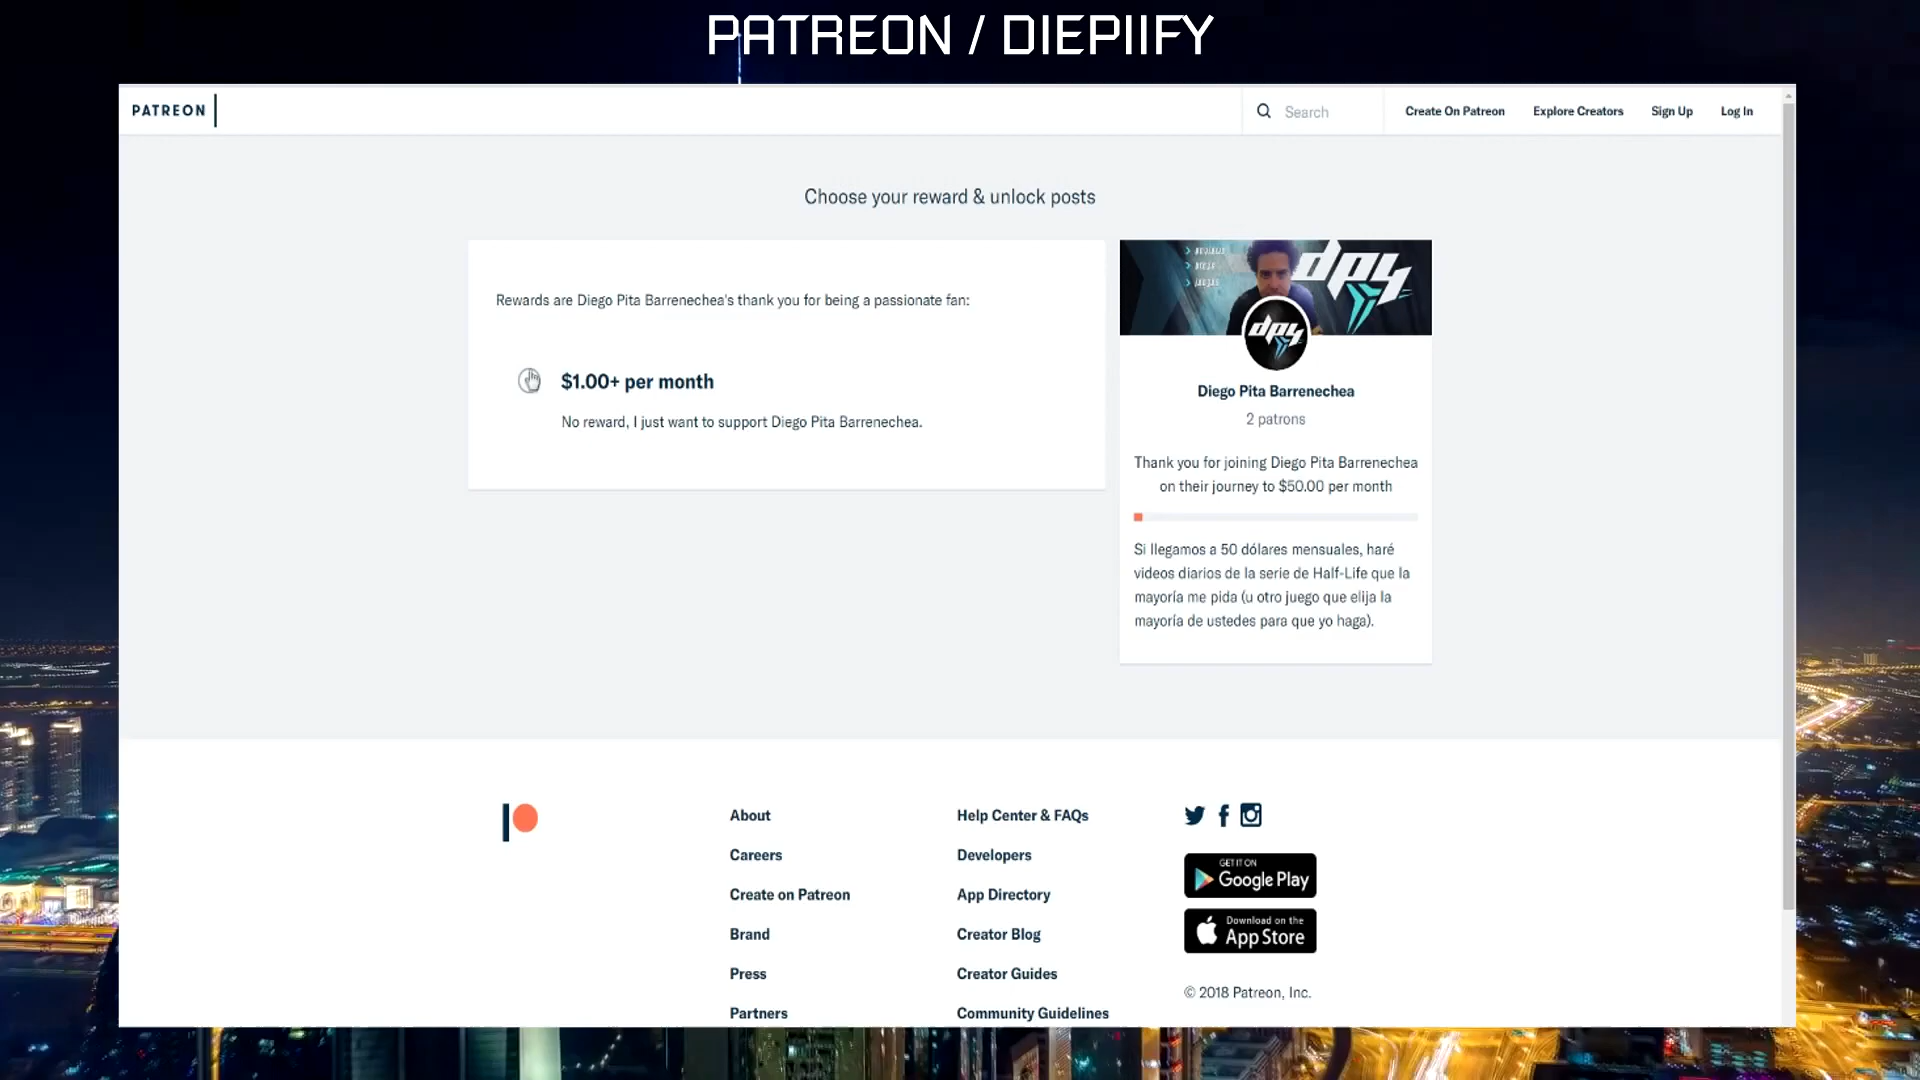 PATREON / DIEPIIFY
PATREON
Search
Create On Patreon
Explore Creators
Sign Up
Log In
Choose your reward & unlock posts
Rewards are Diego Pita Barrenechea's thank you for being a passionate fan:
$1.00+ per month
No reward, I just want to support Diego Pita Barrenechea.
dpy
dpy
Diego Pita Barrenechea
2 patrons
Thank you for joining Diego Pita Barrenechea
on their journey to $50.00 per month
Si llegamos a 50 dólares mensuales, haré
videos diarios de la serie de Half-Life que la
mayoría me pida (u otro juego que elija la
mayoría de ustedes para que yo haga).
About
Careers
Create on Patreon
Brand
Press
Partners
Help Center & FAQs
Developers
App Directory
Creator Blog
Creator Guides
Community Guidelines
GET IT ON
Google Play
Download on the
App Store
© 2018 Patreon, Inc.